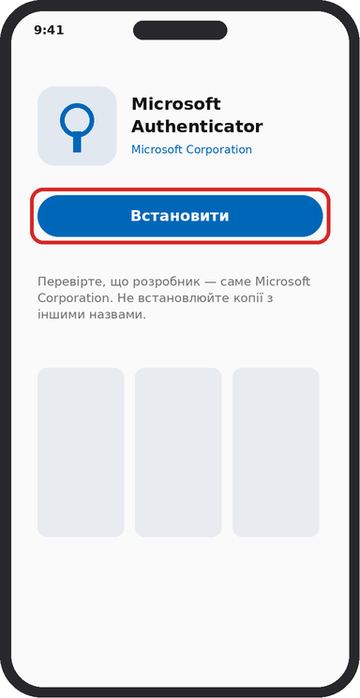 9:41
Microsoft
Authenticator
Microsoft Corporation
Встановити
Перевірте, що розробник — саме Microsoft
Corporation. Не встановлюйте копії з
іншими назвами.